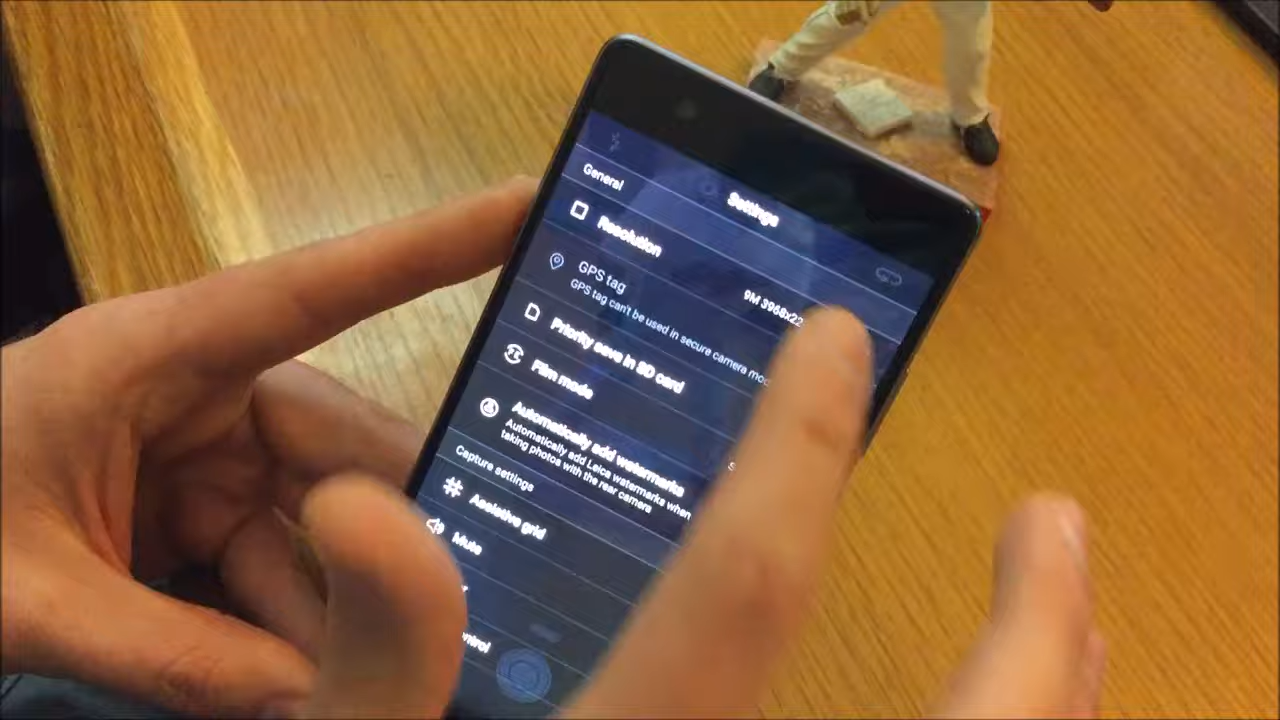 Settings
General
Resolution
9M 3968x22
GPS tag
GPS tag can't be used in secure camera mod
Priority save in SD card
Film mode
S
Automatically add watermarks
Automatically add Leica watermarks when
taking photos with the rear camera
Capture settings
Assistive grid
Mute
ntrol